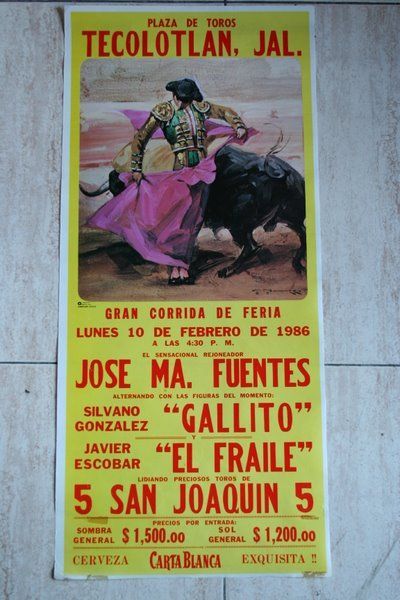 PLAZA DE TOROS
TECOLOTLAN, JAL.
GRAN CORRIDA DE FERIA
LUNES 10 DE FEBRERO DE 1986
A LAS 4:30 P. M.
EL SENSACIONAL REJONEADOR
JOSE MA. FUENTES
ALTERNANDO CON LAS FIGURAS DEL MOMENTO:
SILVANO GONZALEZ "GALLITO"
Y
JAVIER ESCOBAR "EL FRAILE"
LIDIANDO PRECIOSOS TOROS DE
5 SAN JOAQUIN 5
PRECIOS POR ENTRADA:
SOMBRA GENERAL $ 1,500.00 SOL GENERAL $ 1,200.00
CERVEZA CARTA BLANCA EXQUISITA !!